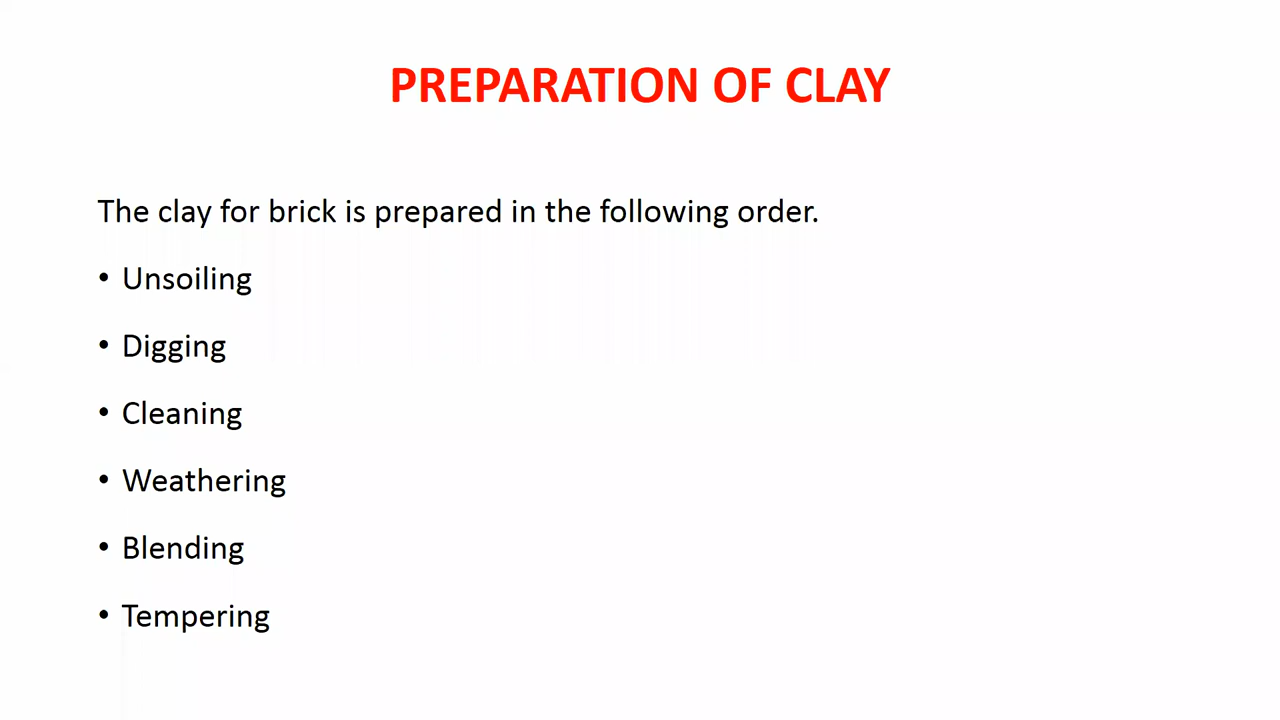 PREPARATION OF CLAY
The clay for brick is prepared in the following order.
• Unsoiling
• Digging
• Cleaning
• Weathering
• Blending
• Tempering